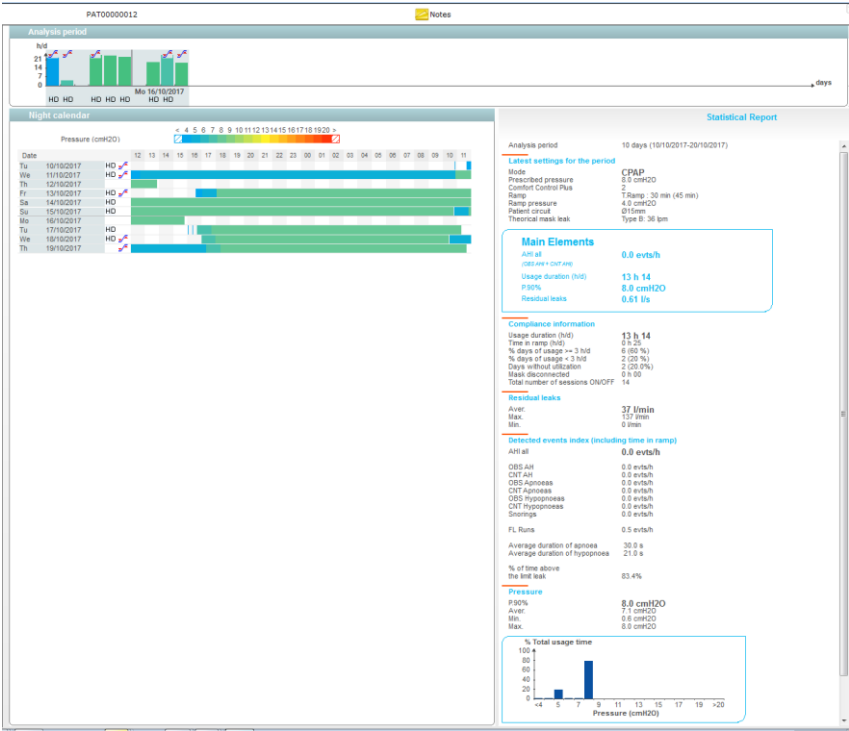 PAT00000012
Notes
Analysis period
h/d
21
14
7
0
days
Mo 16/10/2017
HD HD HD HD HD HD HD
Night calendar
Pressure (cmH2O)
< 4 5 6 7 8 9 10 11 12 13 14 15 16 17 18 19 20 >
Date 12 13 14 15 16 17 18 19 20 21 22 23 00 01 02 03 04 05 06 07 08 09 10 11
Tu 10/10/2017 HD
We 11/10/2017 HD
Th 12/10/2017
Fr 13/10/2017 HD
Sa 14/10/2017 HD
Su 15/10/2017 HD
Mo 16/10/2017
Tu 17/10/2017 HD
We 18/10/2017 HD
Th 19/10/2017
Statistical Report
Analysis period 10 days (10/10/2017-20/10/2017)
Latest settings for the period
Mode CPAP
Prescribed pressure 8.0 cmH2O
Comfort Control Plus 2
Ramp T.Ramp : 30 min (45 min)
Ramp pressure 4.0 cmH2O
Patient circuit Ø15mm
Theorical mask leak Type B: 36 lpm
Main Elements
AHI all 0.0 evts/h
(OBS AHI + CNT AHI)
Usage duration (h/d) 13 h 14
P.90% 8.0 cmH2O
Residual leaks 0.61 l/s
Compliance information
Usage duration (h/d) 13 h 14
Time in ramp (h/d) 0 h 25
% days of usage >= 3 h/d 6 (60 %)
% days of usage < 3 h/d 2 (20 %)
Days without utilization 2 (20.0%)
Mask disconnected 0 h 00
Total number of sessions ON/OFF 14
Residual leaks
Aver. 37 l/min
Max. 137 l/min
Min. 0 l/min
Detected events index (including time in ramp)
AHI all 0.0 evts/h
OBS AH 0.0 evts/h
CNT AH 0.0 evts/h
OBS Apnoeas 0.0 evts/h
CNT Apnoeas 0.0 evts/h
OBS Hypopnoeas 0.0 evts/h
CNT Hypopnoeas 0.0 evts/h
Snorings 0.0 evts/h
FL Runs 0.5 evts/h
Average duration of apnoea 30.0 s
Average duration of hypopnoea 21.0 s
% of time above
the limit leak 83.4%
Pressure
P.90% 8.0 cmH2O
Aver. 7.1 cmH2O
Min. 0.6 cmH2O
Max. 8.0 cmH2O
% Total usage time
100
80
60
40
20
0
<4 5 7 9 11 13 15 17 19 >20
Pressure (cmH2O)